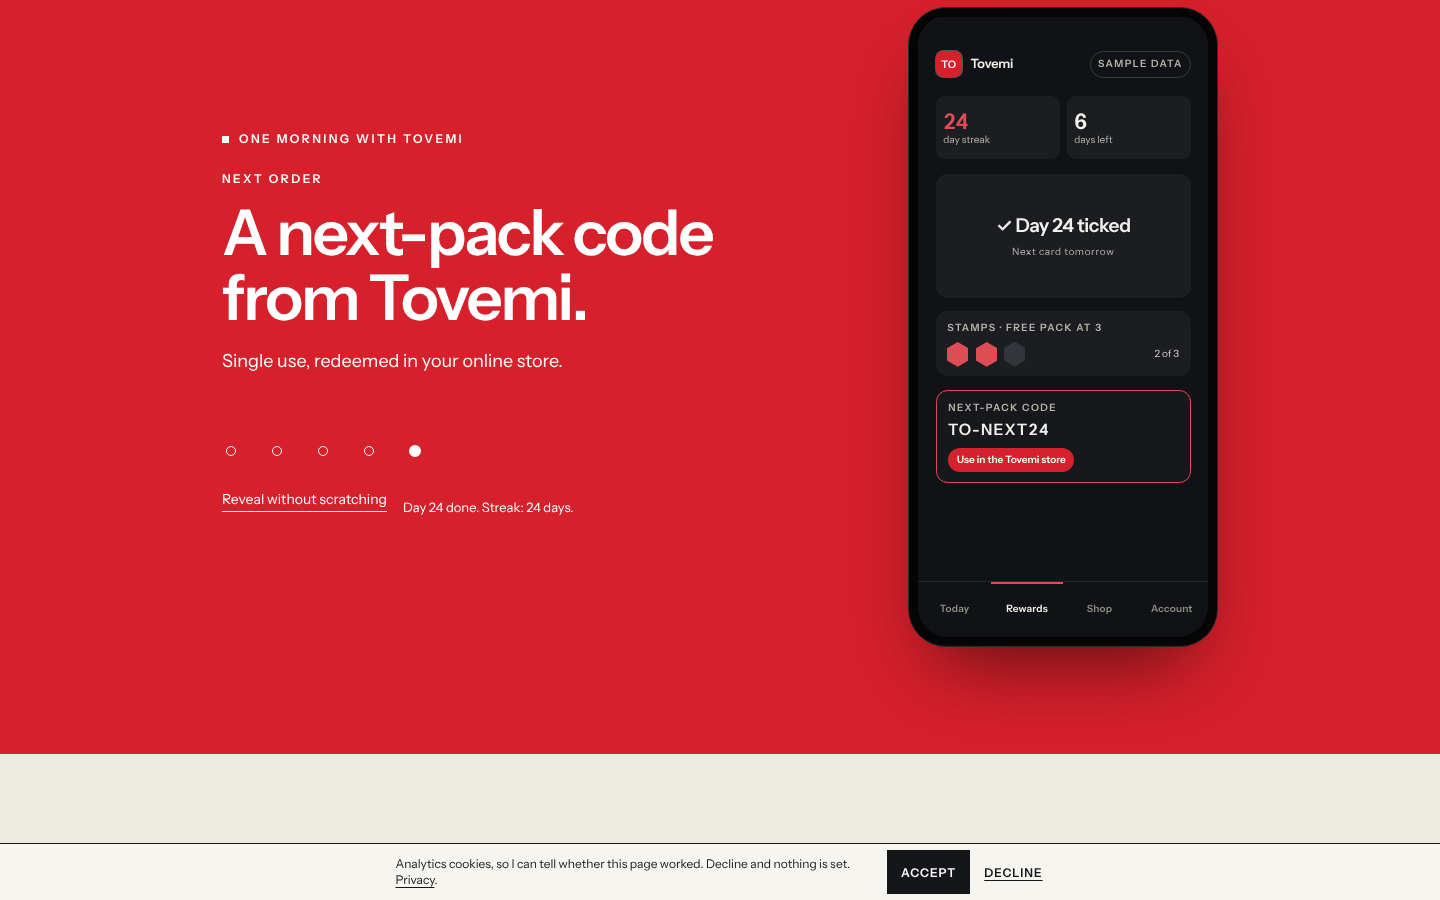 ONE MORNING WITH TOVEMI
NEXT ORDER
A next-pack code
from Tovemi.
Single use, redeemed in your online store.
Reveal without scratching
Day 24 done. Streak: 24 days.
TO
Tovemi
SAMPLE DATA
24
day streak
6
days left
✓ Day 24 ticked
Next card tomorrow
STAMPS · FREE PACK AT 3
2 of 3
NEXT-PACK CODE
TO-NEXT24
Use in the Tovemi store
Today
Rewards
Shop
Account
Analytics cookies, so I can tell whether this page worked. Decline and nothing is set.
Privacy.
ACCEPT
DECLINE